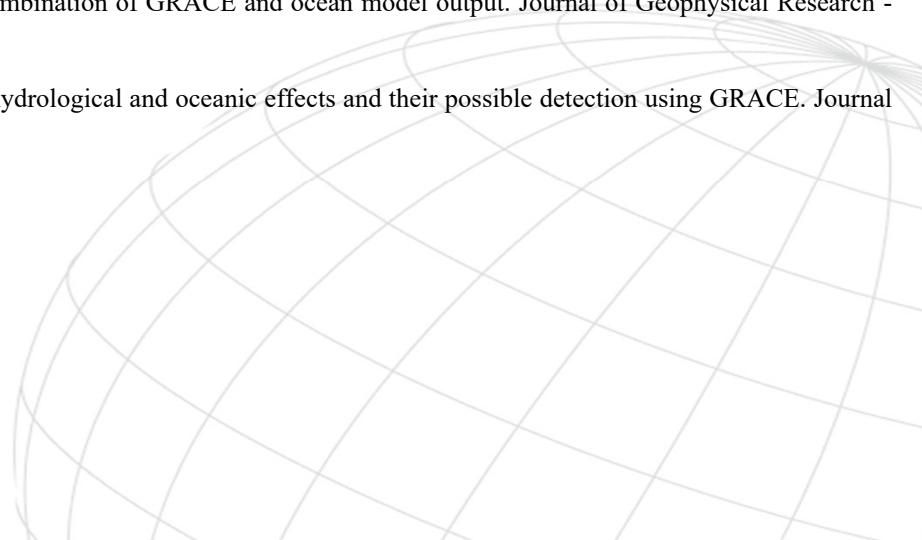 mbination of GRACE and ocean model output. Journal of Geophysical Research -
ydrological and oceanic effects and their possible detection using GRACE. Journal